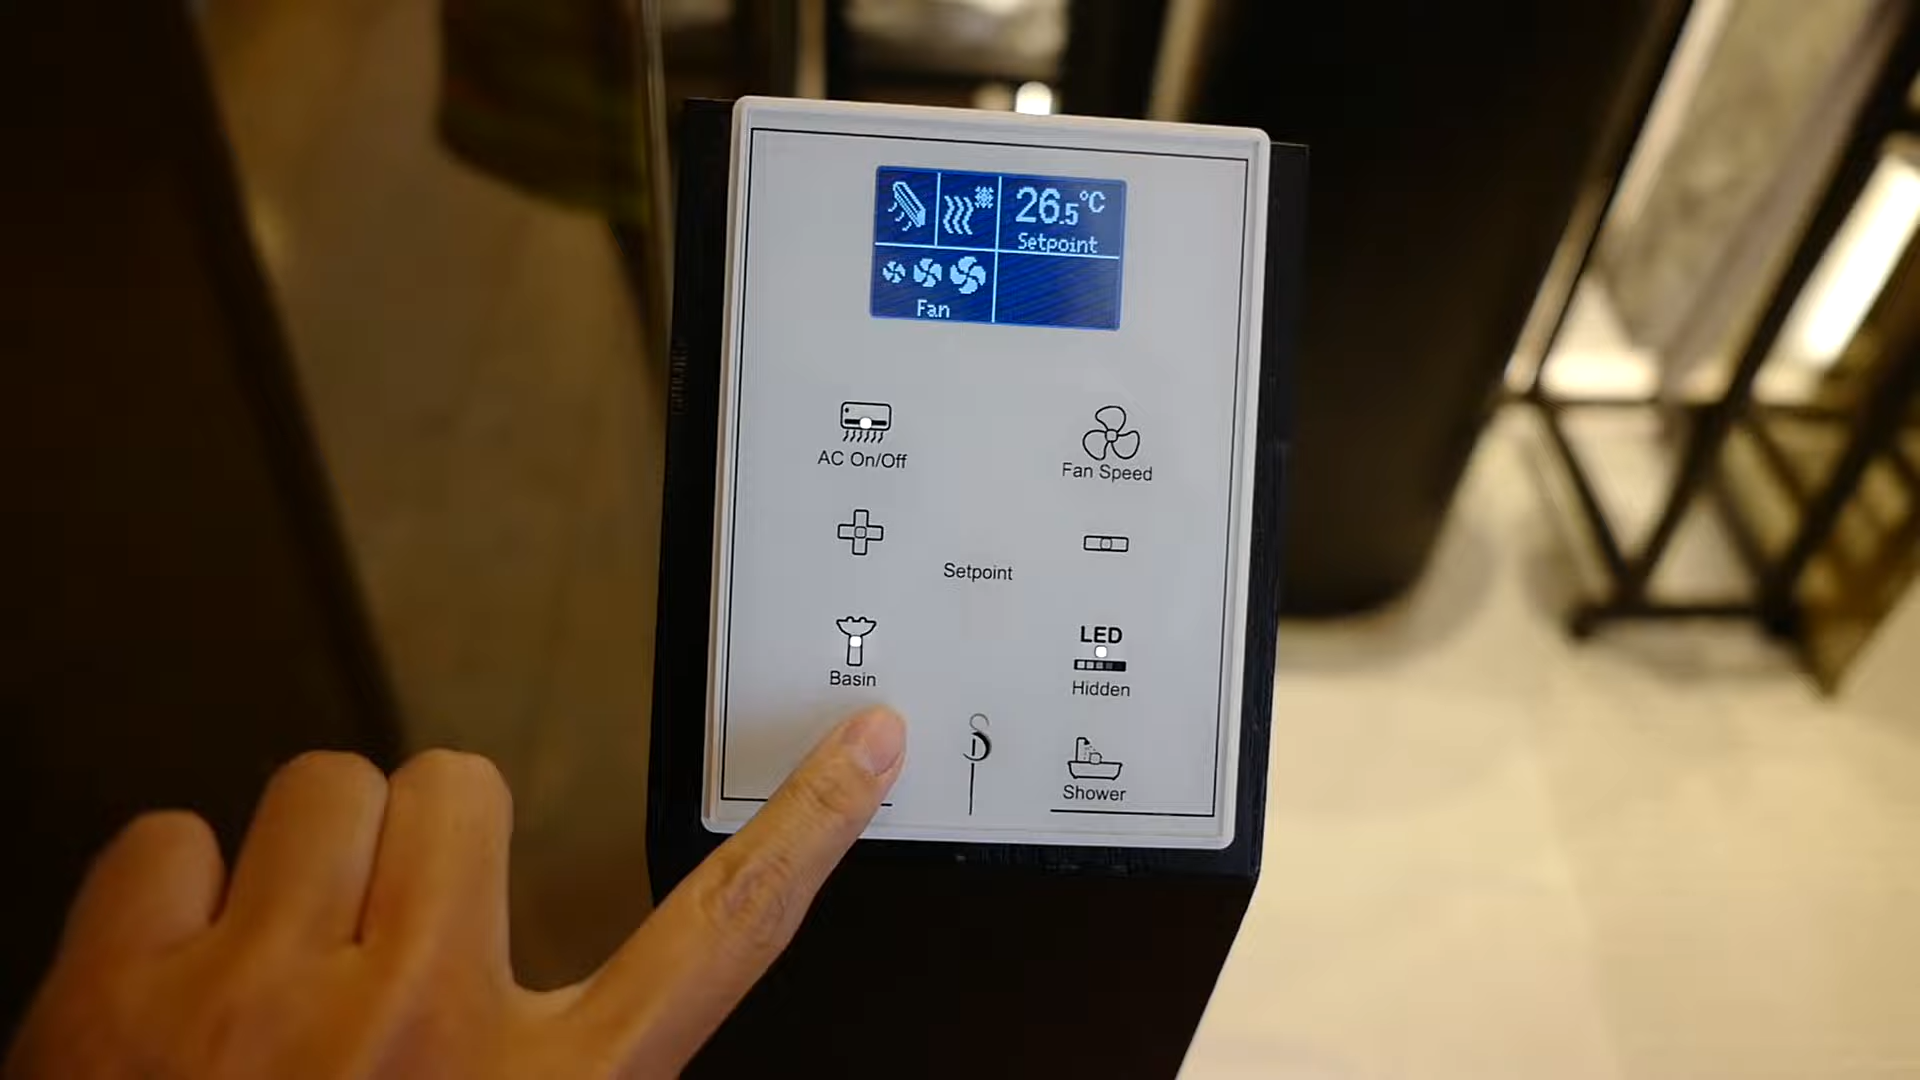 26.5°C
Setpoint
Fan
AC On/Off
Fan Speed
Setpoint
Basin
LED
Hidden
Shower